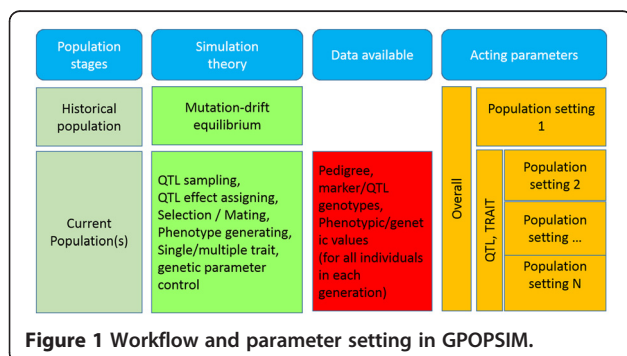 Population
stages
Simulation
theory
Data available
Acting parameters
Historical
population
Mutation-drift
equilibrium
Population setting
1
Current
Population(s)
QTL sampling,
QTL effect assigning,
Selection / Mating,
Phenotype generating,
Single/multiple trait,
genetic parameter
control
Pedigree,
marker/QTL
genotypes,
Phenotypic/genet
ic values
(for all individuals
in each
generation)
Overall
QTL, TRAIT
Population
setting 2
Population
setting ...
Population
setting N
Figure 1 Workflow and parameter setting in GPOPSIM.